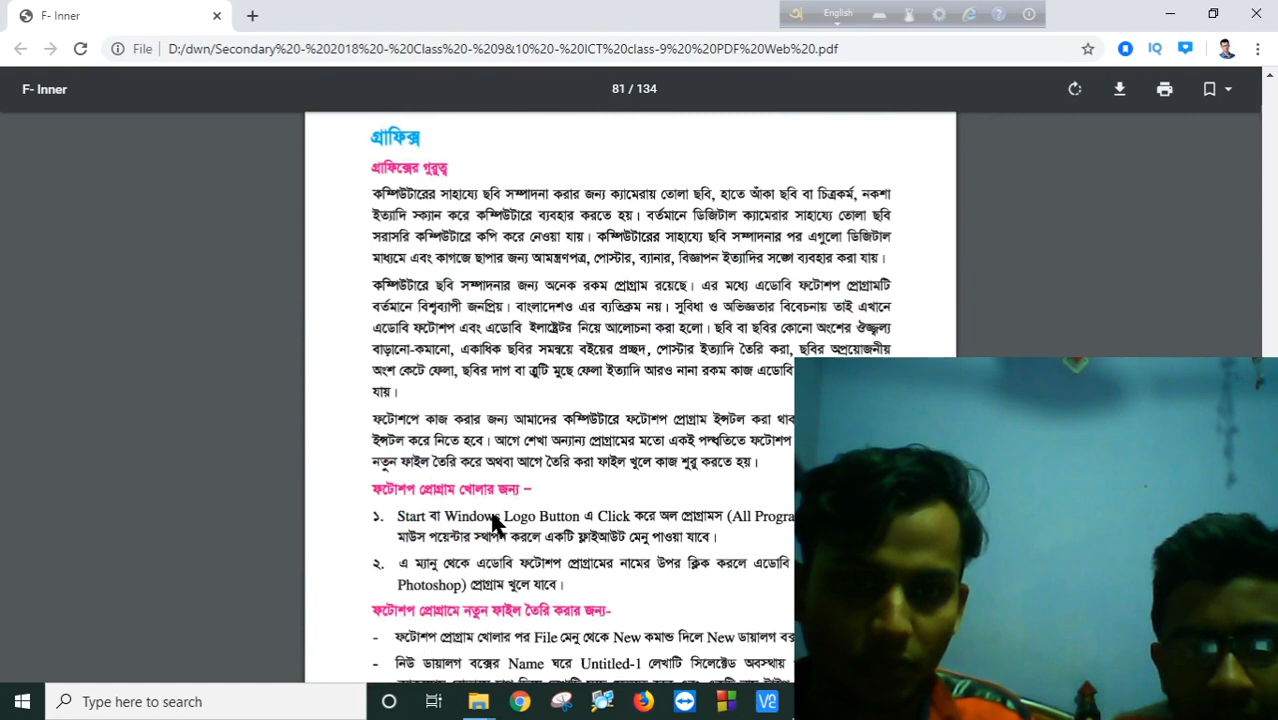 F- Inner
English
File
D:/dwn/Secondary%20-%202018%20-%20Class%20-%209&10%20-%20ICT%20class-9%20%20PDF%20Web%20.pdf
F- Inner
81 / 134
গ্রাফিক্স
গ্রাফিক্সের গুরুত্ব
কম্পিউটারের সাহায্যে ছবি সম্পাদনা করার জন্য ক্যামেরায় তোলা ছবি, হাতে আঁকা ছবি বা চিত্রকর্ম, নকশা
ইত্যাদি স্ক্যান করে কম্পিউটারে ব্যবহার করতে হয়। বর্তমানে ডিজিটাল ক্যামেরার সাহায্যে তোলা ছবি
সরাসরি কম্পিউটারে কপি করে নেওয়া যায়। কম্পিউটারের সাহায্যে ছবি সম্পাদনার পর এগুলো ডিজিটাল
মাধ্যমে এবং কাগজে ছাপার জন্য আমন্ত্রণপত্র, পোস্টার, ব্যানার, বিজ্ঞাপন ইত্যাদির সঙ্গে ব্যবহার করা যায়।
কম্পিউটারে ছবি সম্পাদনার জন্য অনেক রকম প্রোগ্রাম রয়েছে। এর মধ্যে এডোবি ফটোশপ প্রোগ্রামটি
বর্তমানে বিশ্বব্যাপী জনপ্রিয়। বাংলাদেশও এর ব্যতিক্রম নয়। সুবিধা ও অভিজ্ঞতার বিবেচনায় তাই এখানে
এডোবি ফটোশপ এবং এডোবি ইলাস্ট্রেটর নিয়ে আলোচনা করা হলো। ছবি বা ছবির কোনো অংশের ঔজ্জ্বল্য
বাড়ানো-কমানো, একাধিক ছবির সমন্বয়ে বইয়ের প্রচ্ছদ, পোস্টার ইত্যাদি তৈরি করা, ছবির অপ্রয়োজনীয়
অংশ কেটে ফেলা, ছবির দাগ বা ত্রুটি মুছে ফেলা ইত্যাদি আরও নানা রকম কাজ এডোবি
যায়।
ফটোশপে কাজ করার জন্য আমাদের কম্পিউটারে ফটোশপ প্রোগ্রাম ইন্সটল করা থাক
ইন্সটল করে নিতে হবে। আগে শেখা অন্যান্য প্রোগ্রামের মতো একই পদ্ধতিতে ফটোশপ
নতুন ফাইল তৈরি করে অথবা আগে তৈরি করা ফাইল খুলে কাজ শুরু করতে হয়।
ফটোশপ প্রোগ্রাম খোলার জন্য –
১. Start বা Windows Logo Button এ Click করে অল প্রোগ্রামস (All Progra
মাউস পয়েন্টার স্থাপন করলে একটি ফ্লাইআউট মেনু পাওয়া যাবে।
২. এ ম্যানু থেকে এডোবি ফটোশপ প্রোগ্রামের নামের উপর ক্লিক করলে এডোবি
Photoshop) প্রোগ্রাম খুলে যাবে।
ফটোশপ প্রোগ্রামে নতুন ফাইল তৈরি করার জন্য-
- ফটোশপ প্রোগ্রাম খোলার পর File মেনু থেকে New কমান্ড দিলে New ডায়ালগ বক্স
- নিউ ডায়ালগ বক্সের Name ঘরে Untitled-1 লেখাটি সিলেক্টেড অবস্থায়
Type here to search